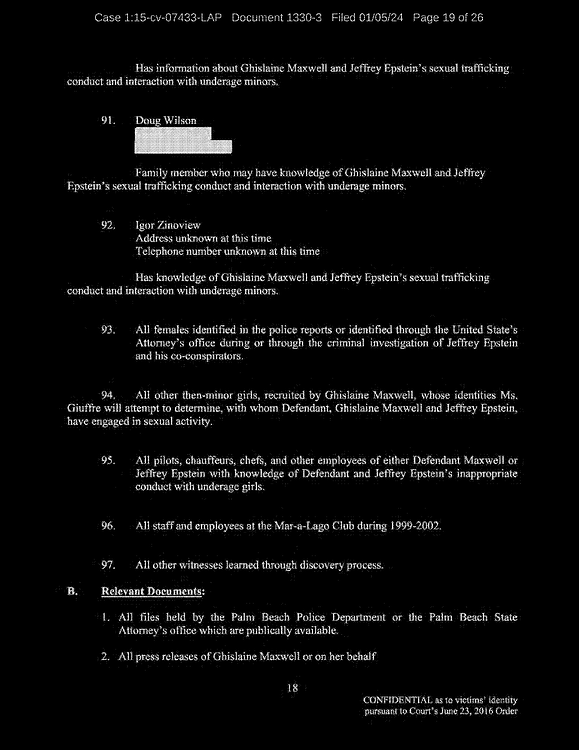 Case 1:15-cv-07433-LAP Document 1330-3 Filed 01/05/24 Page 19 of 26
Has information about Ghislaine Maxwell and Jeffrey Epstein's sexual trafficking
conduct and interaction with underage minors.
91. Doug Wilson
Family member who may have knowledge of Ghislaine Maxwell and Jeffrey
Epstein's sexual trafficking conduct and interaction with underage minors.
92. Igor Zinoview
Address unknown at this time
Telephone number unknown at this time
Has knowledge of Ghislaine Maxwell and Jeffrey Epstein's sexual trafficking
conduct and interaction with underage minors.
93. All females identified in the police reports or identified through the United State's
Attorney's office during or through the criminal investigation of Jeffrey Epstein
and his co-conspirators.
94. All other then-minor girls, recruited by Ghislaine Maxwell, whose identities Ms.
Giuffre will attempt to determine, with whom Defendant, Ghislaine Maxwell and Jeffrey Epstein,
have engaged in sexual activity.
95. All pilots, chauffeurs, chefs, and other employees of either Defendant Maxwell or
Jeffrey Epstein with knowledge of Defendant and Jeffrey Epstein's inappropriate
conduct with underage girls.
96. All staff and employees at the Mar-a-Lago Club during 1999-2002.
97. All other witnesses learned through discovery process.
B. Relevant Documents:
1. All files held by the Palm Beach Police Department or the Palm Beach State
Attorney's office which are publically available.
2. All press releases of Ghislaine Maxwell or on her behalf
18
CONFIDENTIAL as to victims' identity
pursuant to Court's June 23, 2016 Order